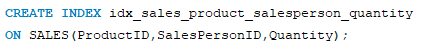 CREATE INDEX idx_sales_product_salesperson_quantity
ON SALES(ProductID,SalesPersonID,Quantity);